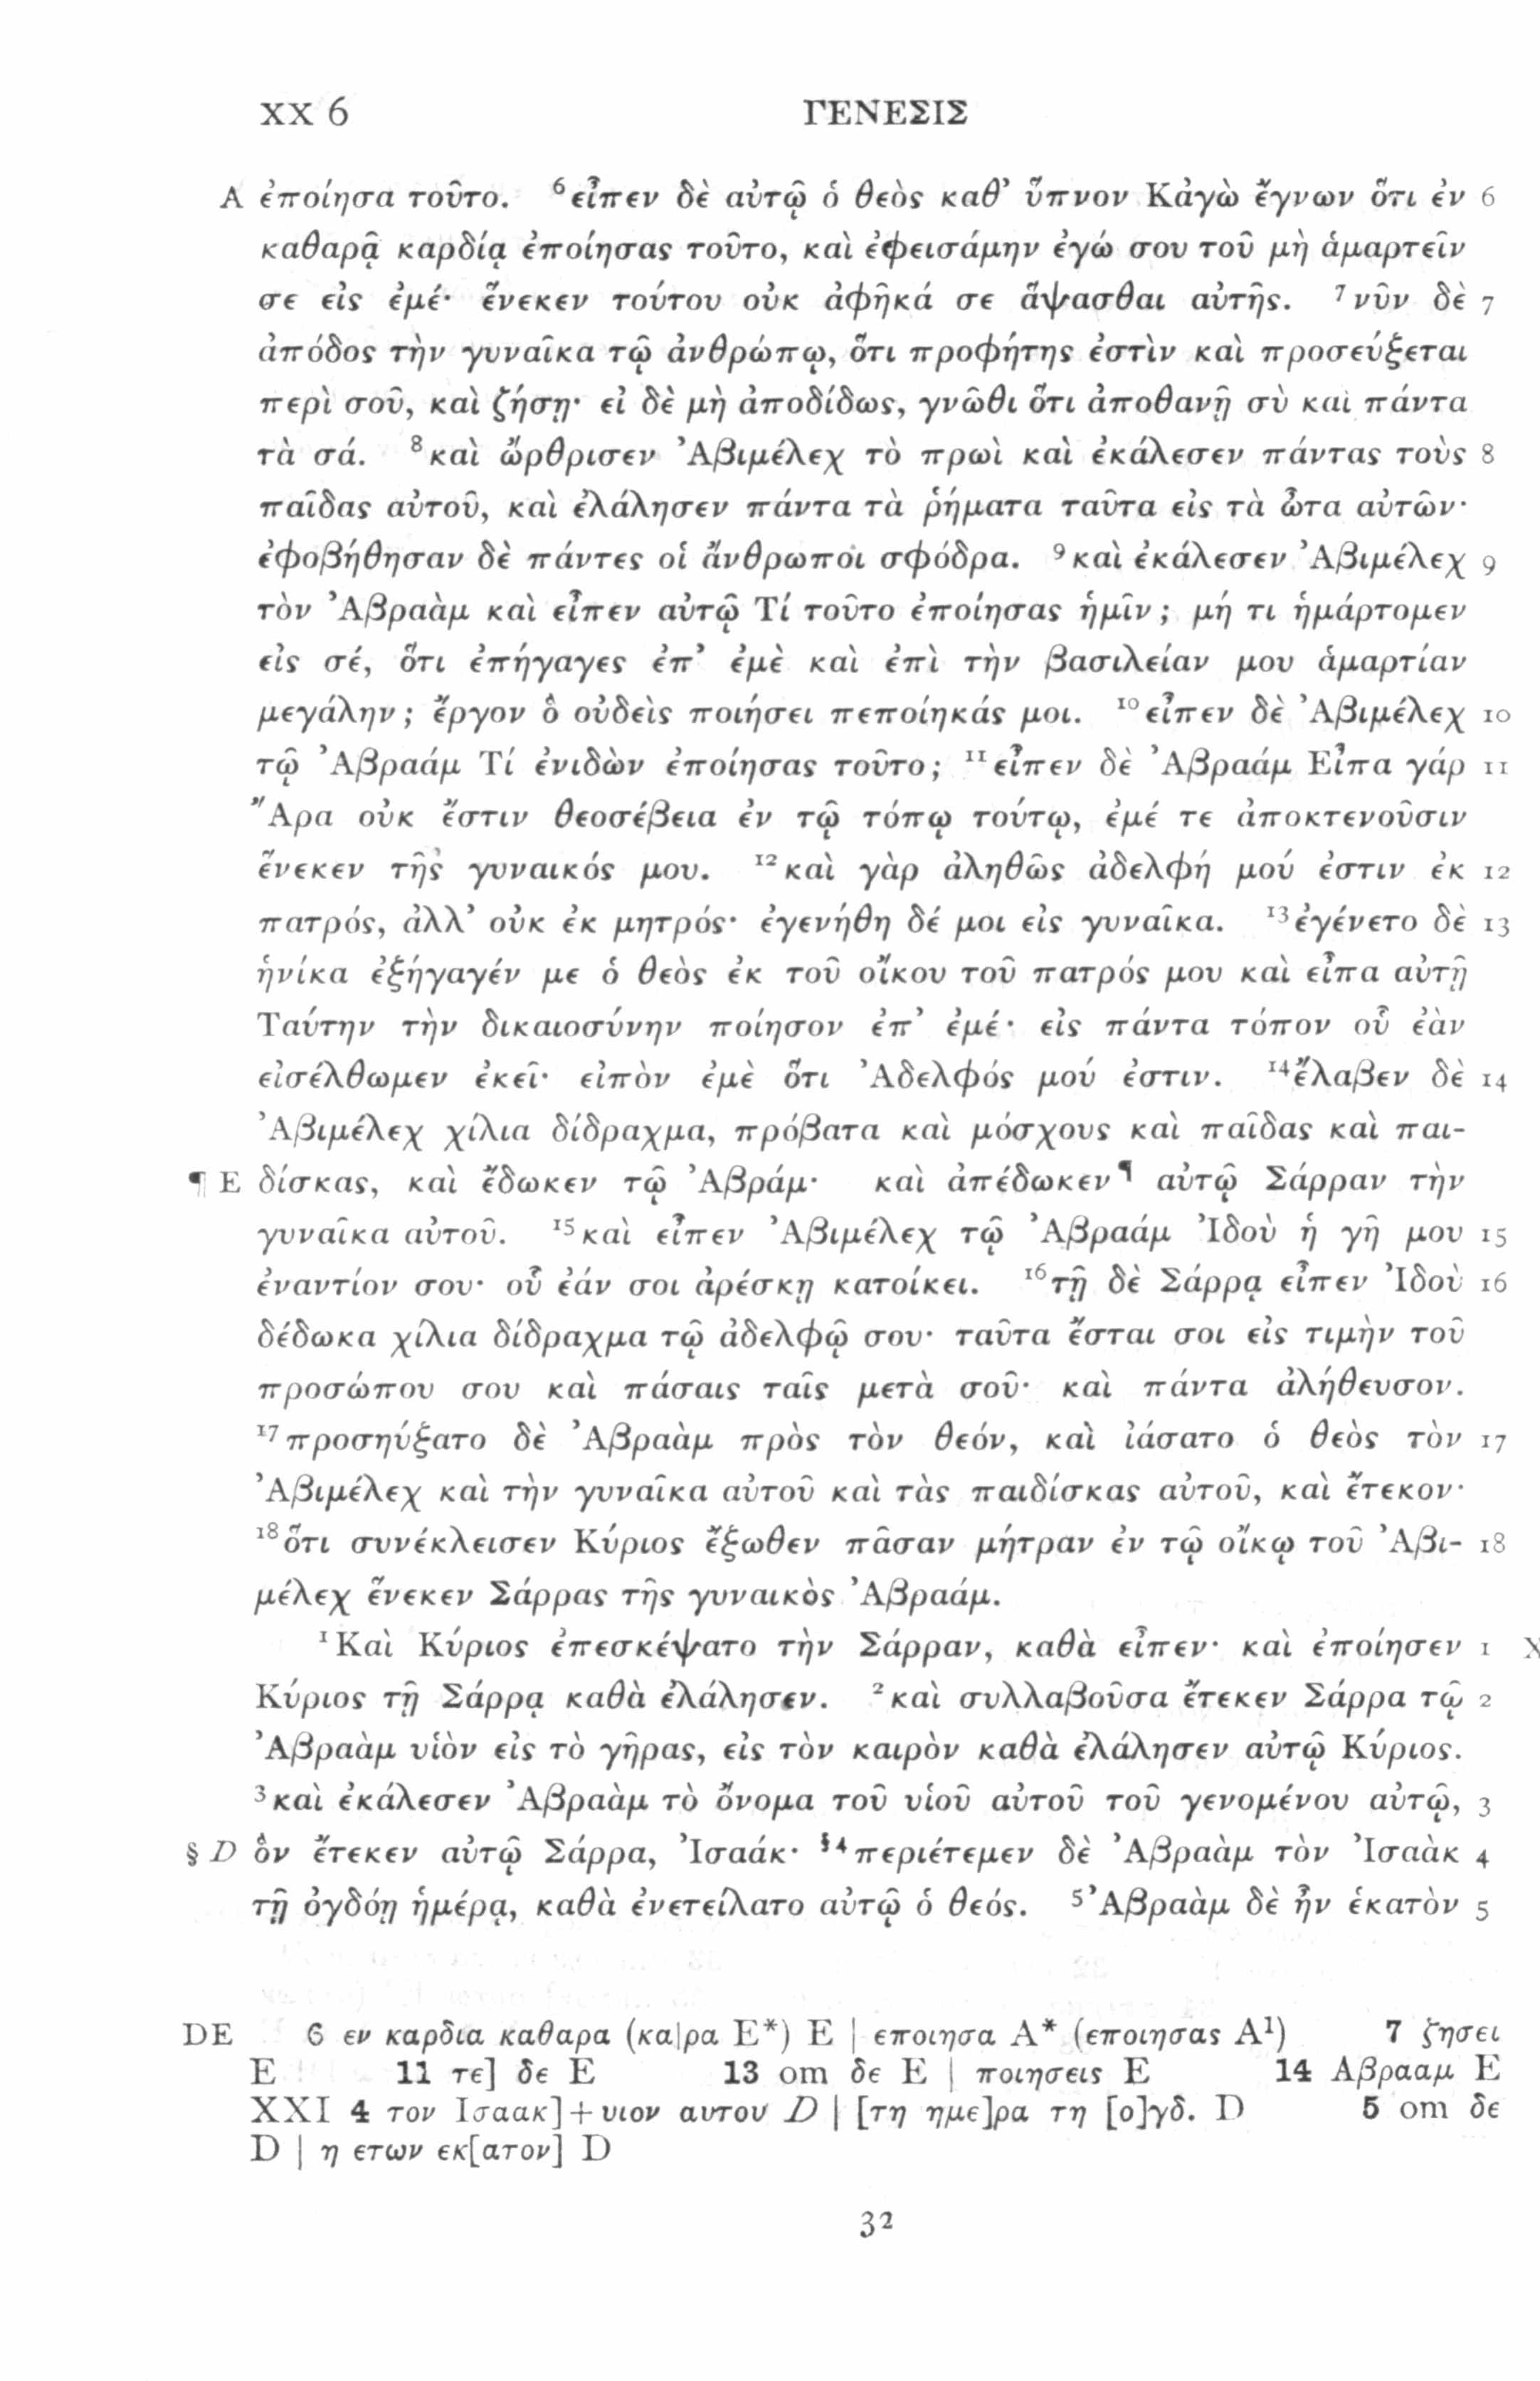 XX 6 ΓΕΝΕΣΙΣ
A ἐποίησα τοῦτο. ⁶εἶπεν δὲ αὐτῷ ὁ θεὸς καθ’ ὕπνον Κἀγὼ ἔγνων ὅτι ἐν 6
καθαρᾷ καρδίᾳ ἐποίησας τοῦτο, καὶ ἐφεισάμην ἐγώ σου τοῦ μὴ ἁμαρτεῖν
σε εἰς ἐμέ· ἕνεκεν τούτου οὐκ ἀφῆκά σε ἅψασθαι αὐτῆς. ⁷νῦν δὲ 7
ἀπόδος τὴν γυναῖκα τῷ ἀνθρώπῳ, ὅτι προφήτης ἐστὶν καὶ προσεύξεται
περὶ σοῦ, καὶ ζήσῃ· εἰ δὲ μὴ ἀποδίδως, γνῶθι ὅτι ἀποθανῇ σὺ καὶ πάντα
τὰ σά. ⁸καὶ ὤρθρισεν Ἀβιμέλεχ τὸ πρωὶ καὶ ἐκάλεσεν πάντας τοὺς 8
παῖδας αὐτοῦ, καὶ ἐλάλησεν πάντα τὰ ῥήματα ταῦτα εἰς τὰ ὦτα αὐτῶν·
ἐφοβήθησαν δὲ πάντες οἱ ἄνθρωποι σφόδρα. ⁹καὶ ἐκάλεσεν Ἀβιμέλεχ 9
τὸν Ἀβραὰμ καὶ εἶπεν αὐτῷ Τί τοῦτο ἐποίησας ἡμῖν; μή τι ἡμάρτομεν
εἰς σέ, ὅτι ἐπήγαγες ἐπ’ ἐμὲ καὶ ἐπὶ τὴν βασιλείαν μου ἁμαρτίαν
μεγάλην; ἔργον ὃ οὐδεὶς ποιήσει πεποίηκάς μοι. ¹⁰εἶπεν δὲ Ἀβιμέλεχ 10
τῷ Ἀβραάμ Τί ἐνιδὼν ἐποίησας τοῦτο; ¹¹εἶπεν δὲ Ἀβραάμ Εἶπα γάρ 11
Ἄρα οὐκ ἔστιν θεοσέβεια ἐν τῷ τόπῳ τούτῳ, ἐμέ τε ἀποκτενοῦσιν
ἕνεκεν τῆς γυναικός μου. ¹²καὶ γὰρ ἀληθῶς ἀδελφή μού ἐστιν ἐκ 12
πατρός, ἀλλ’ οὐκ ἐκ μητρός· ἐγενήθη δέ μοι εἰς γυναῖκα. ¹³ἐγένετο δὲ 13
ἡνίκα ἐξήγαγέν με ὁ θεὸς ἐκ τοῦ οἴκου τοῦ πατρός μου καὶ εἶπα αὐτῇ
Ταύτην τὴν δικαιοσύνην ποίησον ἐπ’ ἐμέ· εἰς πάντα τόπον οὗ ἐὰν
εἰσέλθωμεν ἐκεῖ· εἰπὸν ἐμὲ ὅτι Ἀδελφός μού ἐστιν. ¹⁴ἔλαβεν δὲ 14
Ἀβιμέλεχ χίλια δίδραχμα, πρόβατα καὶ μόσχους καὶ παῖδας καὶ παι-
¶ E δίσκας, καὶ ἔδωκεν τῷ Ἀβράμ· καὶ ἀπέδωκεν¶ αὐτῷ Σάρραν τὴν
γυναῖκα αὐτοῦ. ¹⁵καὶ εἶπεν Ἀβιμέλεχ τῷ Ἀβραάμ Ἰδοὺ ἡ γῆ μου 15
ἐναντίον σου· οὗ ἐάν σοι ἀρέσκῃ κατοίκει. ¹⁶τῇ δὲ Σάρρᾳ εἶπεν Ἰδοὺ 16
δέδωκα χίλια δίδραχμα τῷ ἀδελφῷ σου· ταῦτα ἔσται σοι εἰς τιμὴν τοῦ
προσώπου σου καὶ πάσαις ταῖς μετὰ σοῦ· καὶ πάντα ἀλήθευσον.
¹⁷προσηύξατο δὲ Ἀβραὰμ πρὸς τὸν θεόν, καὶ ἰάσατο ὁ θεὸς τὸν 17
Ἀβιμέλεχ καὶ τὴν γυναῖκα αὐτοῦ καὶ τὰς παιδίσκας αὐτοῦ, καὶ ἔτεκον·
¹⁸ὅτι συνέκλεισεν Κύριος ἔξωθεν πᾶσαν μήτραν ἐν τῷ οἴκῳ τοῦ Ἀβι- 18
μέλεχ ἕνεκεν Σάρρας τῆς γυναικὸς Ἀβραάμ.
¹Καὶ Κύριος ἐπεσκέψατο τὴν Σάρραν, καθὰ εἶπεν· καὶ ἐποίησεν 1 X
Κύριος τῇ Σάρρᾳ καθὰ ἐλάλησεν. ²καὶ συλλαβοῦσα ἔτεκεν Σάρρα τῷ 2
Ἀβραὰμ υἱὸν εἰς τὸ γῆρας, εἰς τὸν καιρὸν καθὰ ἐλάλησεν αὐτῷ Κύριος.
³καὶ ἐκάλεσεν Ἀβραὰμ τὸ ὄνομα τοῦ υἱοῦ αὐτοῦ τοῦ γενομένου αὐτῷ, 3
§ D ὃν ἔτεκεν αὐτῷ Σάρρα, Ἰσαάκ· §⁴περιέτεμεν δὲ Ἀβραὰμ τὸν Ἰσαὰκ 4
τῇ ὀγδόῃ ἡμέρᾳ, καθὰ ἐνετείλατο αὐτῷ ὁ θεός. ⁵Ἀβραὰμ δὲ ἦν ἑκατὸν 5
DE 6 εν καρδια καθαρα (κα|ρα E*) E | εποιησα A* (εποιησας A¹) 7 ζησει
E 11 τε] δε E 13 om δε E | ποιησεις E 14 Αβρααμ E
XXI 4 τον Ισαακ]+υιον αυτου D | [τη ημε]ρα τη [ο]γδ. D 5 om δε
D | η ετων εκ[ατον] D
32